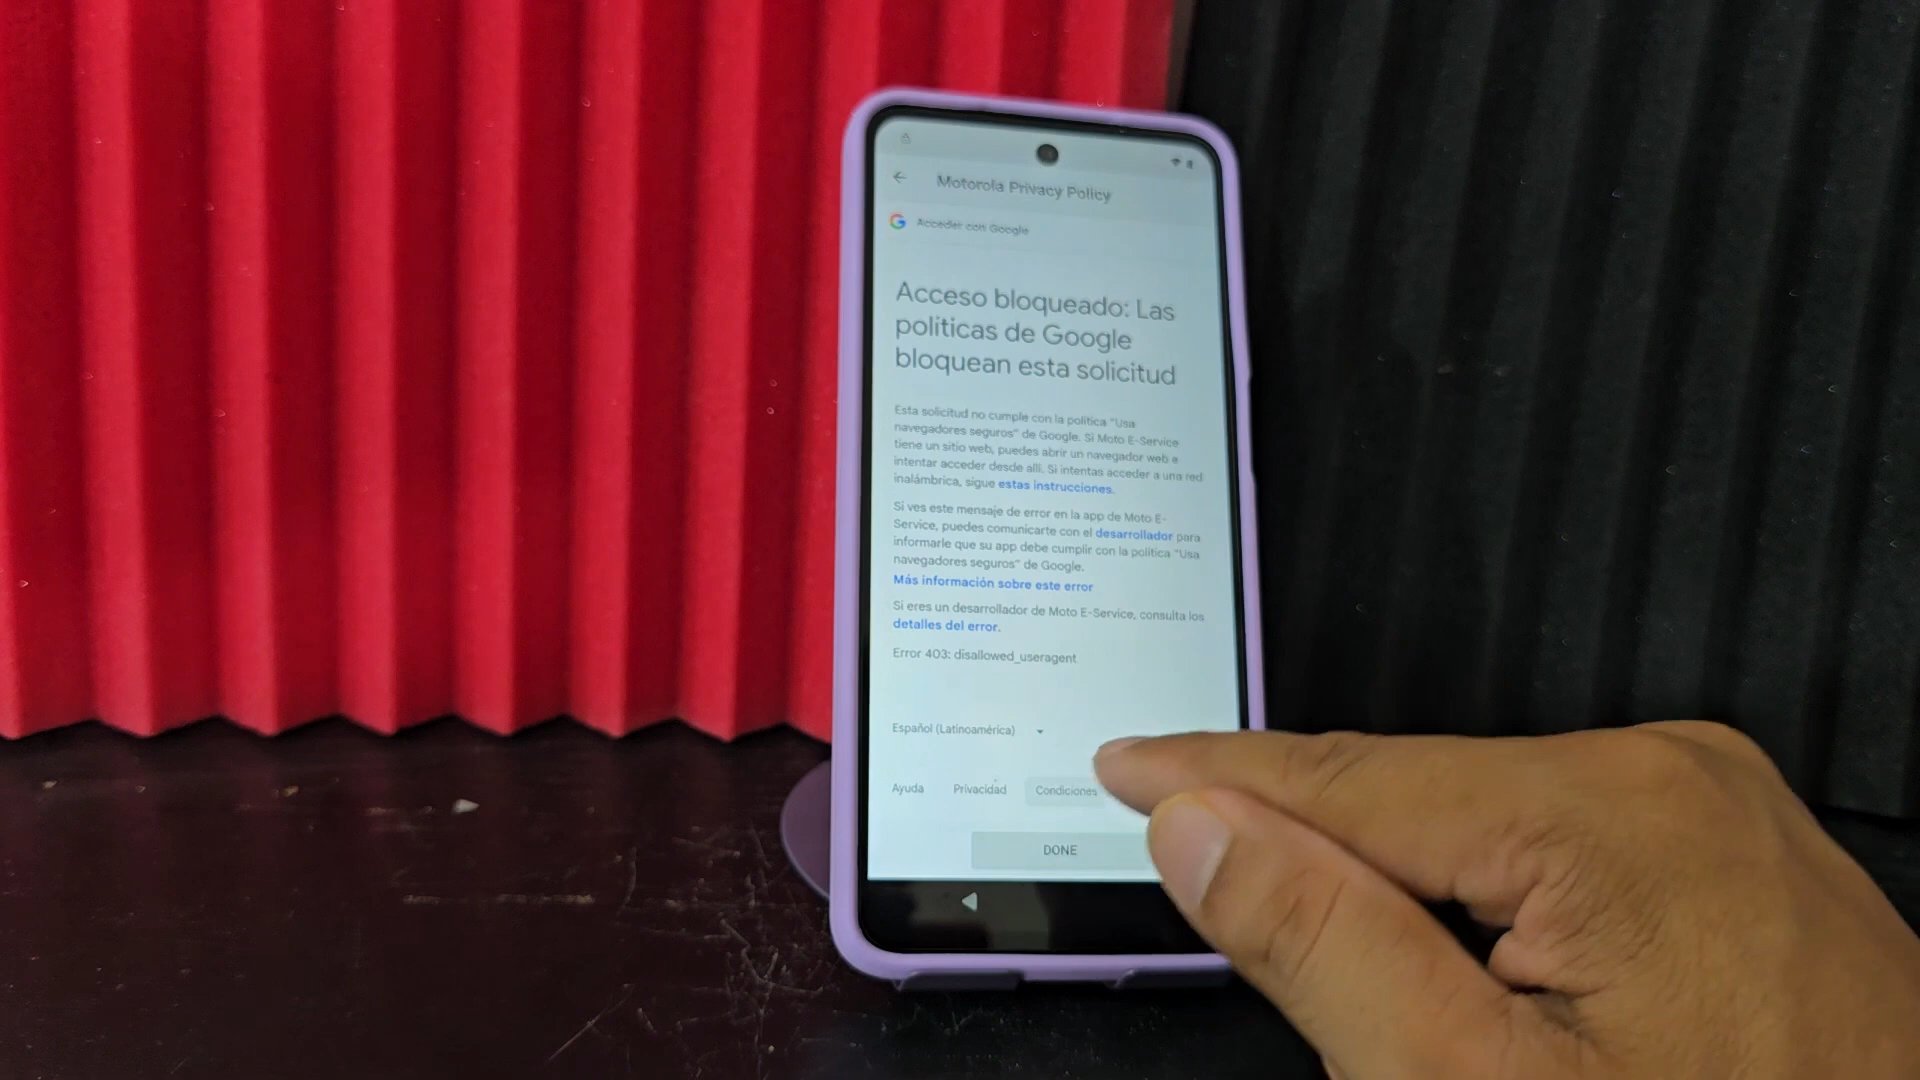 Motorola Privacy Policy
Acceder con Google
Acceso bloqueado: Las
políticas de Google
bloquean esta solicitud
Esta solicitud no cumple con la política "Usa
navegadores seguros" de Google. Si Moto E-Service
tiene un sitio web, puedes abrir un navegador web e
intentar acceder desde allí. Si intentas acceder a una red
inalámbrica, sigue estas instrucciones.
Si ves este mensaje de error en la app de Moto E-
Service, puedes comunicarte con el desarrollador para
informarle que su app debe cumplir con la política "Usa
navegadores seguros" de Google.
Más información sobre este error
Si eres un desarrollador de Moto E-Service, consulta los
detalles del error.
Error 403: disallowed_useragent
Español (Latinoamérica)
Ayuda Privacidad Condiciones
DONE